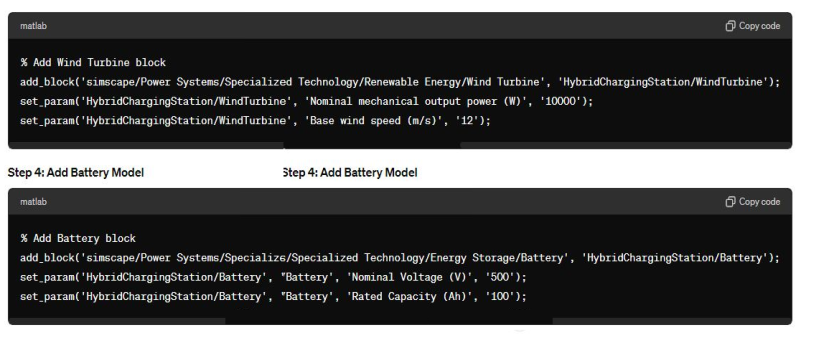 matlab Copy code
% Add Wind Turbine block
add_block('simscape/Power Systems/Specialized Technology/Renewable Energy/Wind Turbine', 'HybridChargingStation/WindTurbine');
set_param('HybridChargingStation/WindTurbine', 'Nominal mechanical output power (W)', '10000');
set_param('HybridChargingStation/WindTurbine', 'Base wind speed (m/s)', '12');
Step 4: Add Battery Model Step 4: Add Battery Model
matlab Copy code
% Add Battery block
add_block('simscape/Power Systems/Specialize/Specialized Technology/Energy Storage/Battery', 'HybridChargingStation/Battery');
set_param('HybridChargingStation/Battery', "Battery', 'Nominal Voltage (V)', '500');
set_param('HybridChargingStation/Battery', "Battery', 'Rated Capacity (Ah)', '100');